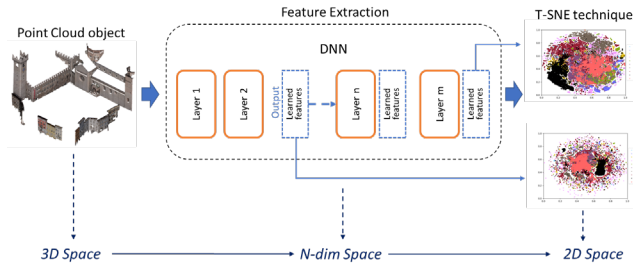 Feature Extraction
T-SNE technique
Point Cloud object
DNN
Layer 1
Layer 2
Output
Learned
features
Layer n
Learned
features
Layer m
Learned
features
3D Space
N-dim Space
2D Space